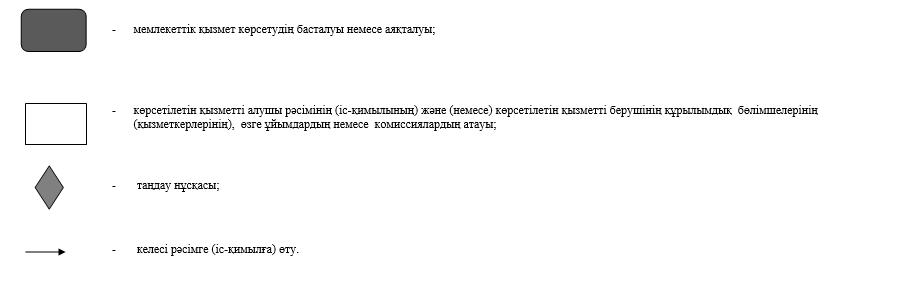 - мемлекеттік қызмет көрсетудің басталуы немесе аяқталуы;
- көрсетілетін қызметті алушы рәсімінің (іс-қимылының) және (немесе) көрсетілетін қызметті берушінің құрылымдық бөлімшелерінің
(қызметкерлерінің), өзге ұйымдардың немесе комиссиялардың атауы;
- таңдау нұсқасы;
- келесі рәсімге (іс-қимылға) өту.